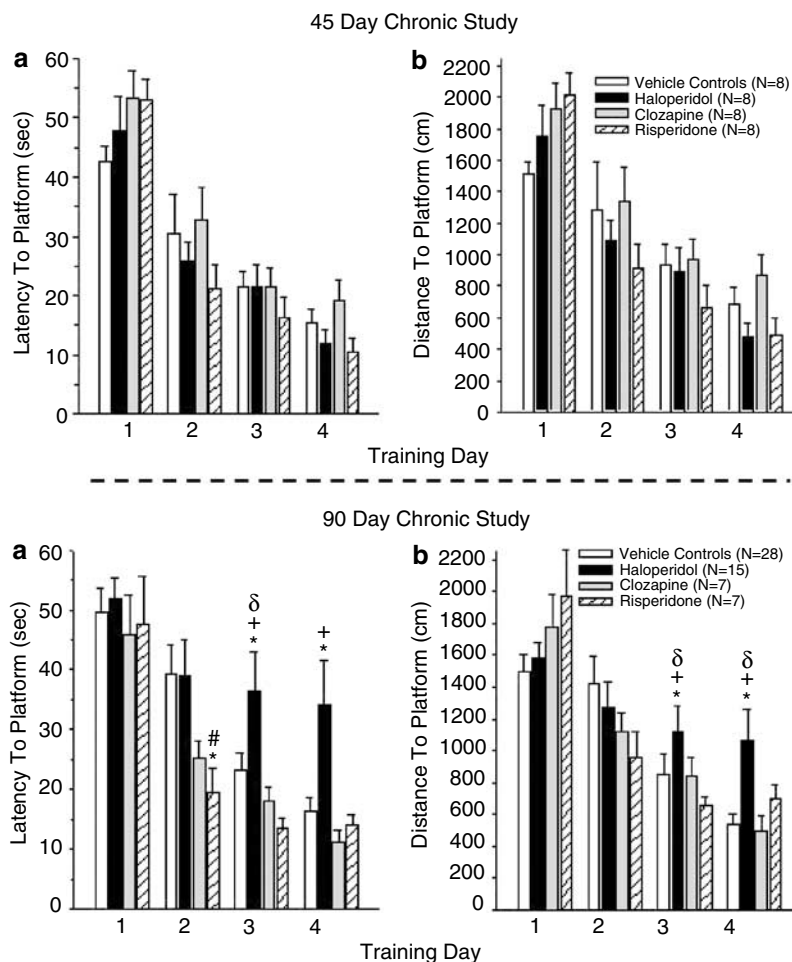 45 Day Chronic Study
a
60
50
40
30
20
10
0
Latency To Platform (sec)
1 2 3 4
b
2200
2000
1800
1600
1400
1200
1000
800
600
400
200
0
Distance To Platform (cm)
Vehicle Controls (N=8)
Haloperidol (N=8)
Clozapine (N=8)
Risperidone (N=8)
1 2 3 4
Training Day
90 Day Chronic Study
a
60
50
40
30
20
10
0
Latency To Platform (sec)
#
*
δ
+
*
+
*
1 2 3 4
b
2200
2000
1800
1600
1400
1200
1000
800
600
400
200
0
Distance To Platform (cm)
Vehicle Controls (N=28)
Haloperidol (N=15)
Clozapine (N=7)
Risperidone (N=7)
δ
+
*
δ
+
*
1 2 3 4
Training Day